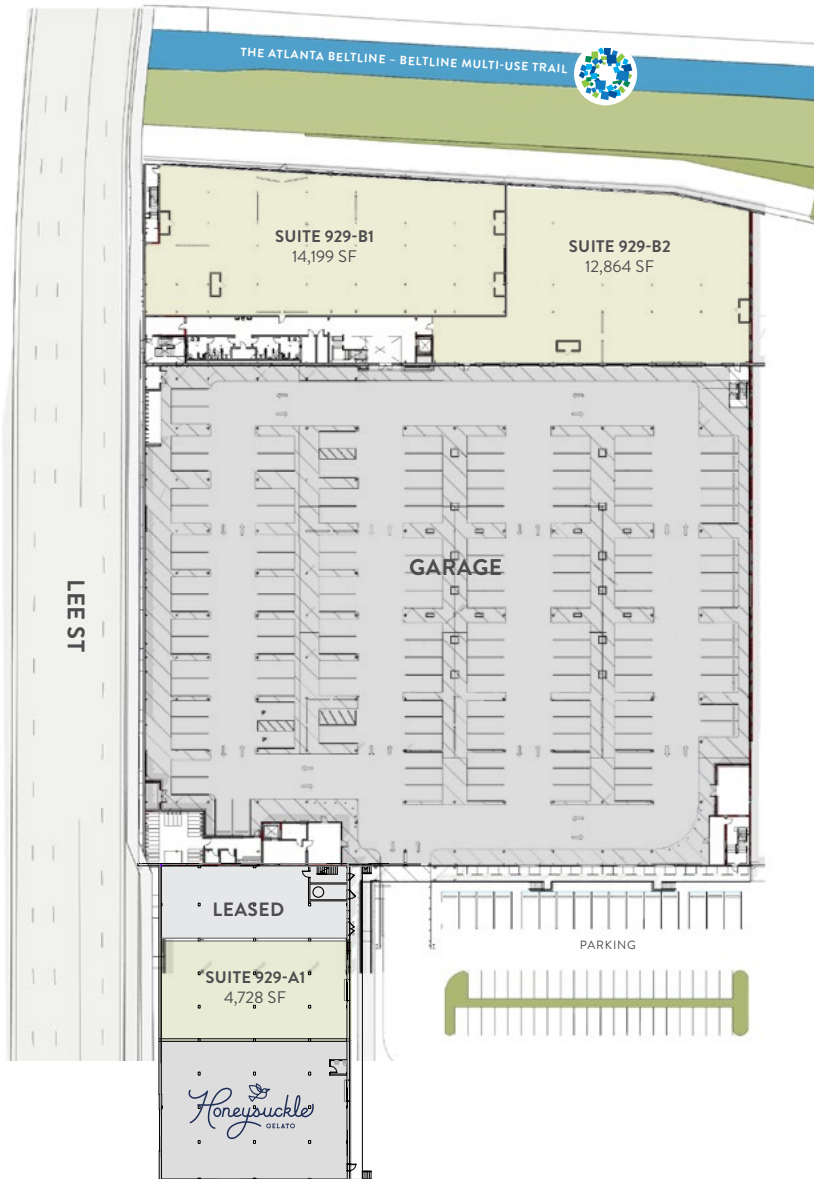 THE ATLANTA BELTLINE – BELTLINE MULTI-USE TRAIL
SUITE 929-B1
14,199 SF
SUITE 929-B2
12,864 SF
GARAGE
LEE ST
LEASED
PARKING
SUITE 929-A1
4,728 SF
Honeysuckle
GELATO